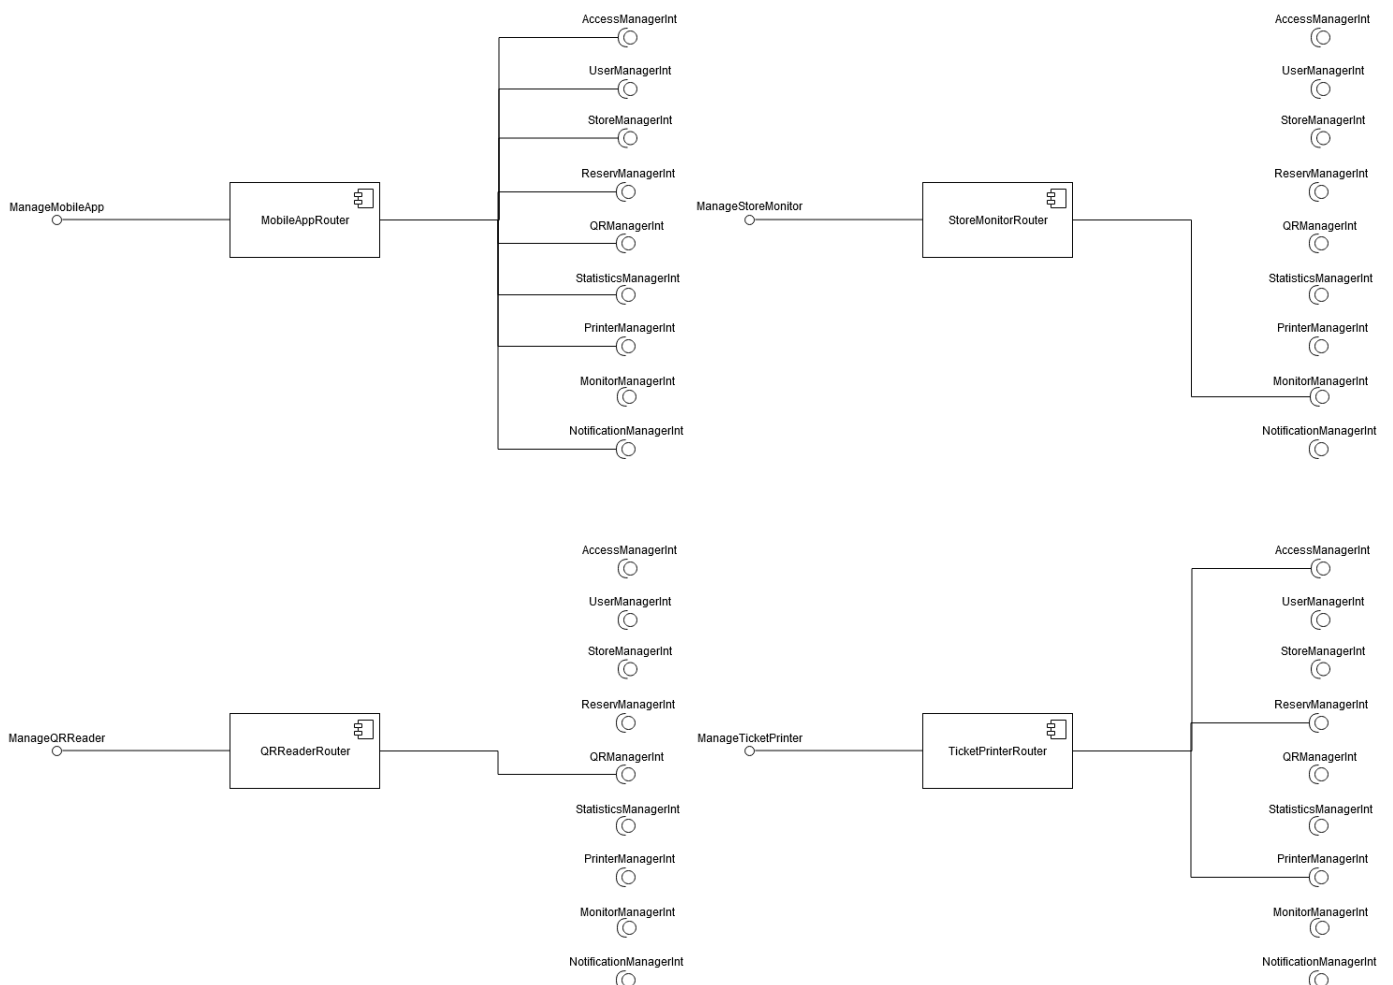 AccessManagerInt
UserManagerInt
StoreManagerInt
ReservManagerInt
ManageMobileApp
MobileAppRouter
QRManagerInt
StatisticsManagerInt
PrinterManagerInt
MonitorManagerInt
NotificationManagerInt
AccessManagerInt
UserManagerInt
StoreManagerInt
ReservManagerInt
ManageStoreMonitor
StoreMonitorRouter
QRManagerInt
StatisticsManagerInt
PrinterManagerInt
MonitorManagerInt
NotificationManagerInt
AccessManagerInt
UserManagerInt
StoreManagerInt
ReservManagerInt
ManageQRReader
QRReaderRouter
QRManagerInt
StatisticsManagerInt
PrinterManagerInt
MonitorManagerInt
NotificationManagerInt
AccessManagerInt
UserManagerInt
StoreManagerInt
ReservManagerInt
ManageTicketPrinter
TicketPrinterRouter
QRManagerInt
StatisticsManagerInt
PrinterManagerInt
MonitorManagerInt
NotificationManagerInt